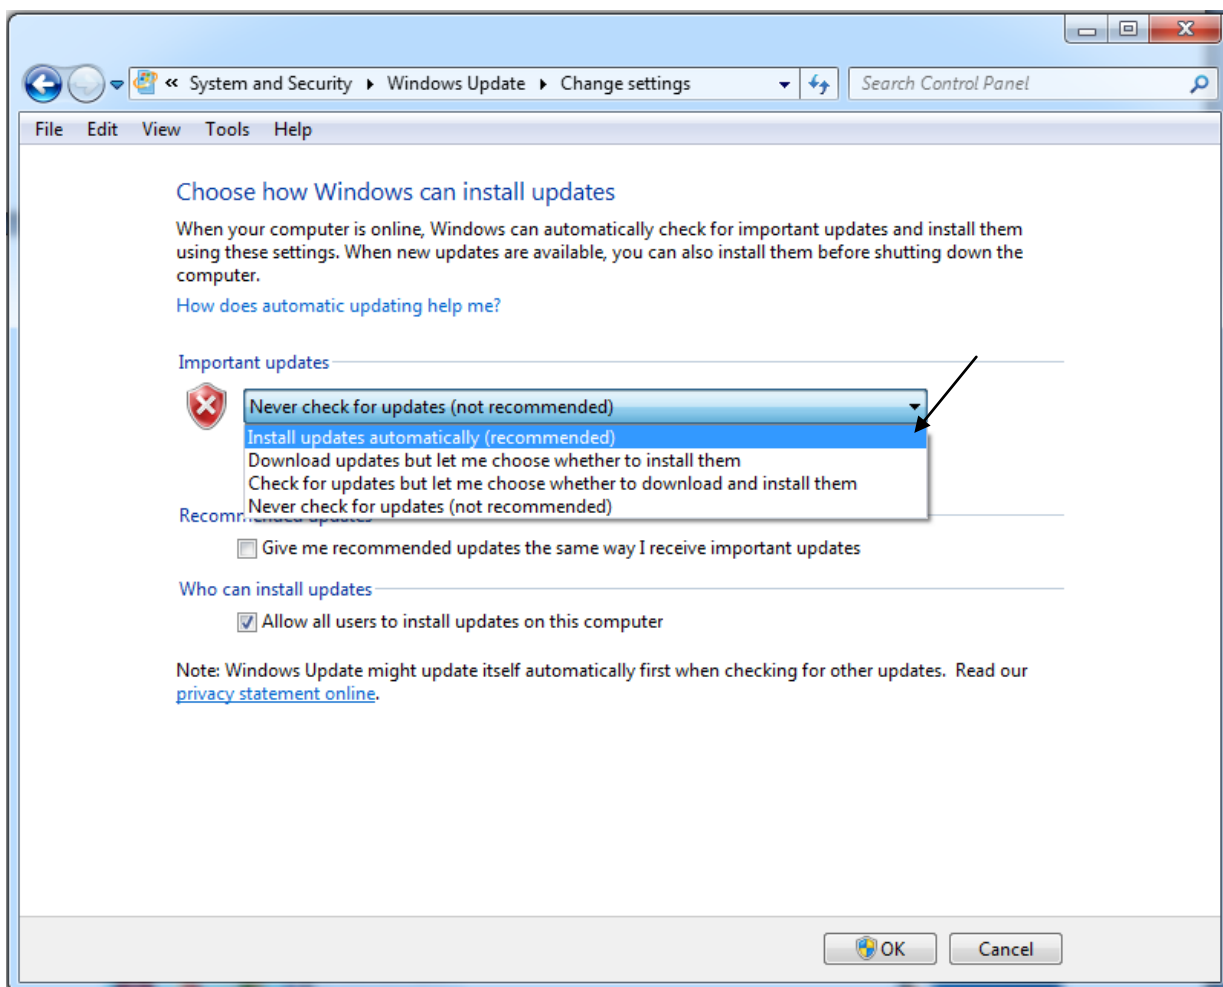 « System and Security ▸ Windows Update ▸ Change settings
Search Control Panel
File Edit View Tools Help
Choose how Windows can install updates
When your computer is online, Windows can automatically check for important updates and install them
using these settings. When new updates are available, you can also install them before shutting down the
computer.
How does automatic updating help me?
Important updates
Never check for updates (not recommended)
Install updates automatically (recommended)
Download updates but let me choose whether to install them
Check for updates but let me choose whether to download and install them
Never check for updates (not recommended)
Recommended updates
Give me recommended updates the same way I receive important updates
Who can install updates
Allow all users to install updates on this computer
Note: Windows Update might update itself automatically first when checking for other updates. Read our
privacy statement online.
OK Cancel